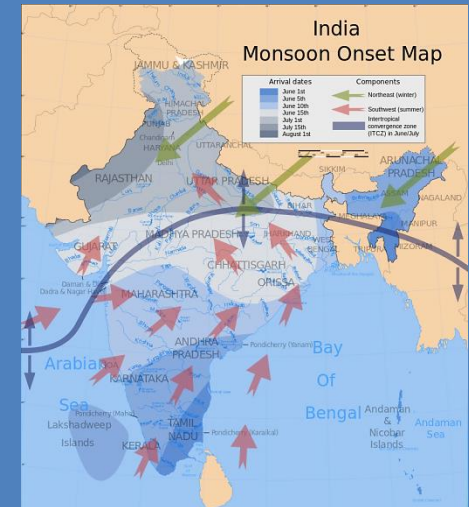 India
Monsoon Onset Map
Arrival dates
June 1st
June 5th
June 10th
June 15th
July 1st
July 15th
August 1st
Components
Northeast (winter)
Southwest (summer)
Intertropical
convergence zone
(ITCZ) in June/July
JAMMU & KASHMIR
HIMACHAL
PRADESH
PUNJAB
Chandigarh
HARYANA
UTTARANCHAL
Delhi
RAJASTHAN
UTTAR PRADESH
SIKKIM
ARUNACHAL
PRADESH
ASSAM
NAGALAND
BIHAR
MEGHALAYA
MANIPUR
GUJARAT
MADHYA PRADESH
JHARKHAND
WEST
BENGAL
TRIPURA
MIZORAM
CHHATTISGARH
ORISSA
Daman & Diu
Dadra & Nagar Haveli
MAHARASHTRA
ANDHRA
PRADESH
Pondicherry (Yanam)
Arabian
Sea
GOA
KARNATAKA
Bay
Of
Bengal
Pondicherry (Mahe)
Lakshadweep
Islands
TAMIL
NADU
Pondicherry (Karaikal)
KERALA
Andaman
&
Nicobar
Islands
Andaman
Sea